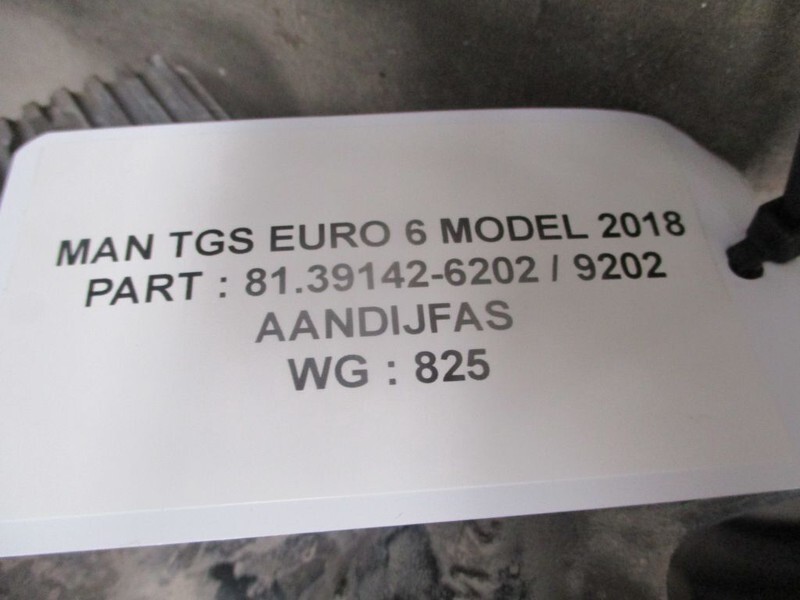 MAN TGS EURO 6 MODEL 2018
PART : 81.39142-6202 / 9202
AANDIJFAS
WG : 825